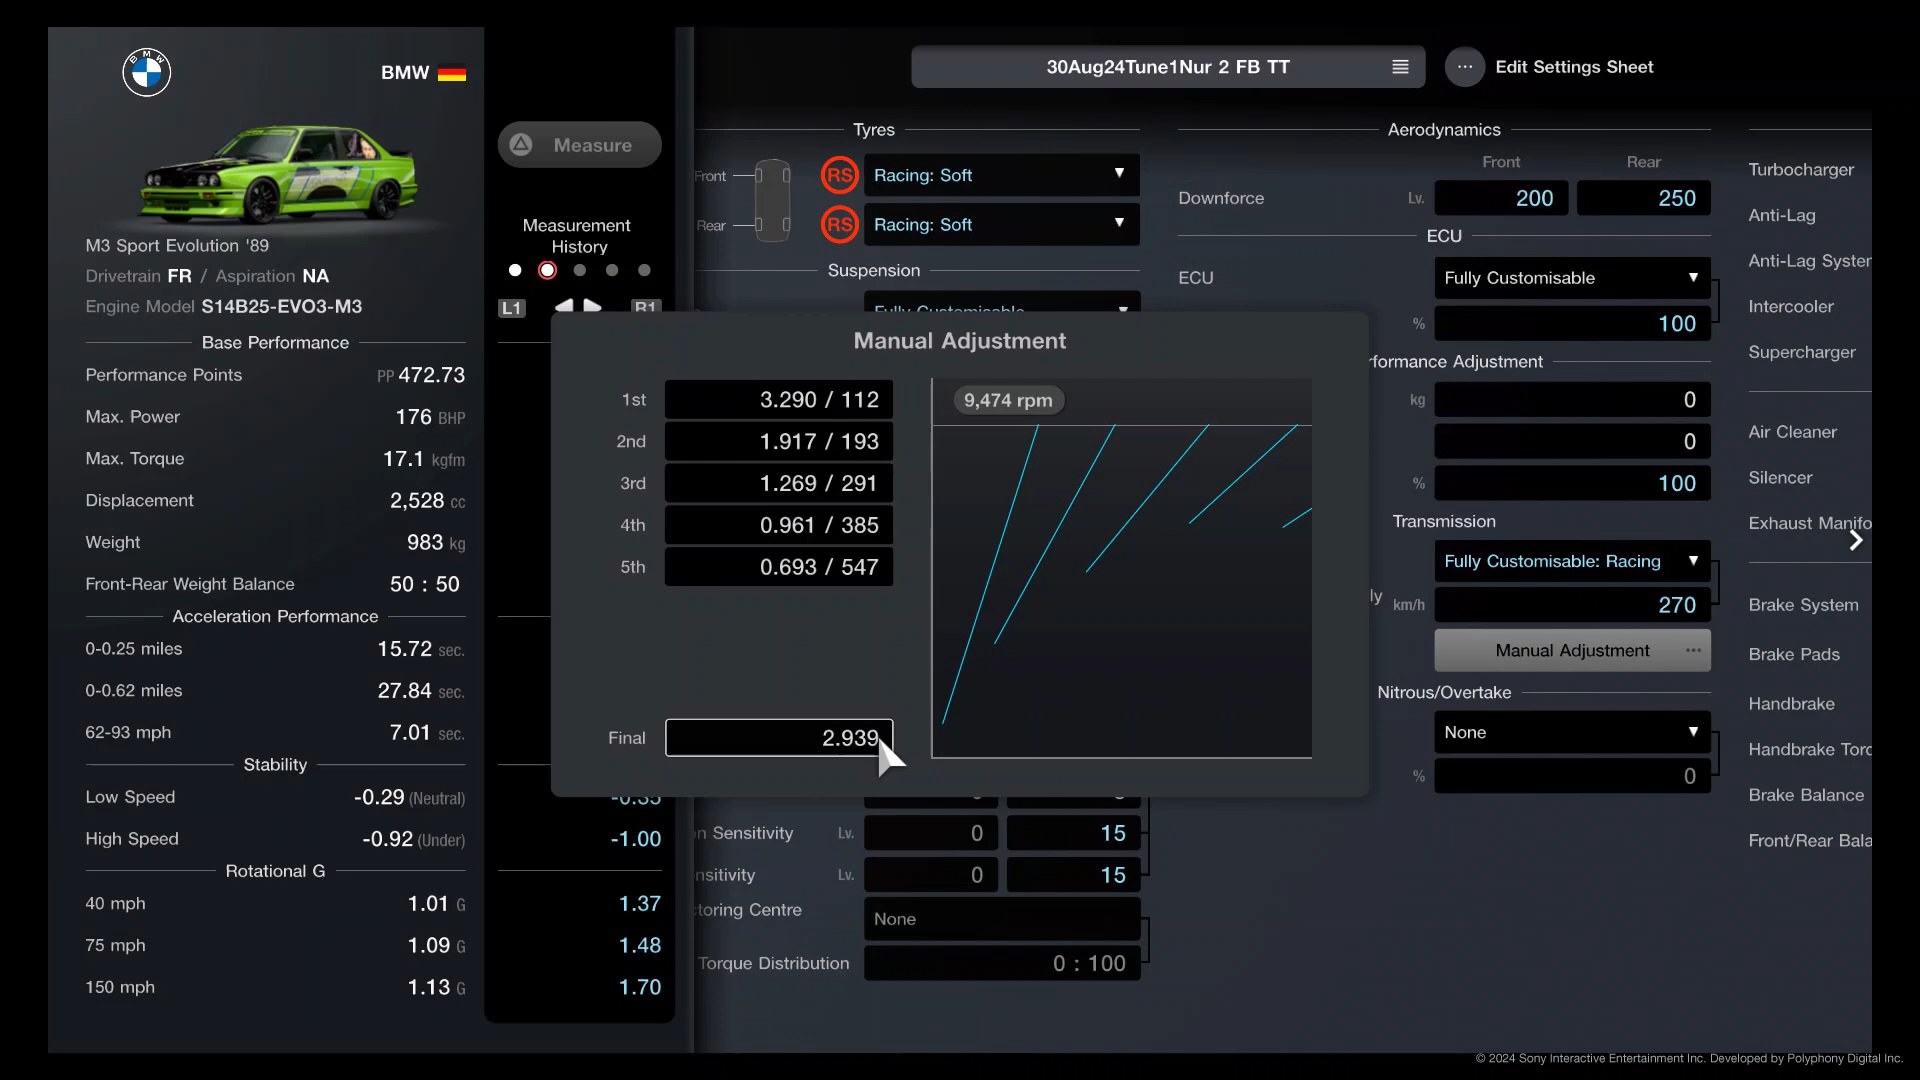 BMW
M3 Sport Evolution '89
Drivetrain FR / Aspiration NA
Engine Model S14B25-EVO3-M3
Base Performance
Performance Points PP 472.73
Max. Power 176 BHP
Max. Torque 17.1 kgfm
Displacement 2,528 cc
Weight 983 kg
Front-Rear Weight Balance 50 : 50
Acceleration Performance
0-0.25 miles 15.72 sec.
0-0.62 miles 27.84 sec.
62-93 mph 7.01 sec.
Stability
Low Speed -0.29 (Neutral)
High Speed -0.92 (Under)
Rotational G
40 mph 1.01 G
75 mph 1.09 G
150 mph 1.13 G
Measure
Measurement
History
L1 R1
-0.35
-1.00
1.37
1.48
1.70
30Aug24Tune1Nur 2 FB TT
Edit Settings Sheet
Tyres
Front RS Racing: Soft
Rear RS Racing: Soft
Suspension
Fully Customisable
Manual Adjustment
1st 3.290 / 112
2nd 1.917 / 193
3rd 1.269 / 291
4th 0.961 / 385
5th 0.693 / 547
Final 2.939
9,474 rpm
n Sensitivity Lv. 0 15
nsitivity Lv. 0 15
toring Centre None
Torque Distribution 0 : 100
Aerodynamics
Front Rear
Downforce Lv. 200 250
ECU
ECU Fully Customisable
% 100
rformance Adjustment
kg 0
0
% 100
Transmission
Fully Customisable: Racing
ly km/h 270
Manual Adjustment
Nitrous/Overtake
None
% 0
Turbocharger
Anti-Lag
Anti-Lag Syster
Intercooler
Supercharger
Air Cleaner
Silencer
Exhaust Manifo
Brake System
Brake Pads
Handbrake
Handbrake Torc
Brake Balance
Front/Rear Bala
© 2024 Sony Interactive Entertainment Inc. Developed by Polyphony Digital Inc.